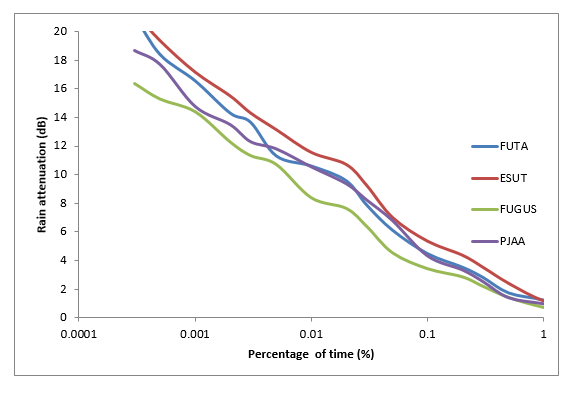 20
18
16
14
12
10
8
6
4
2
0
Rain attenuation (dB)
0.0001
0.001
0.01
0.1
1
Percentage of time (%)
FUTA
ESUT
FUGUS
PJAA